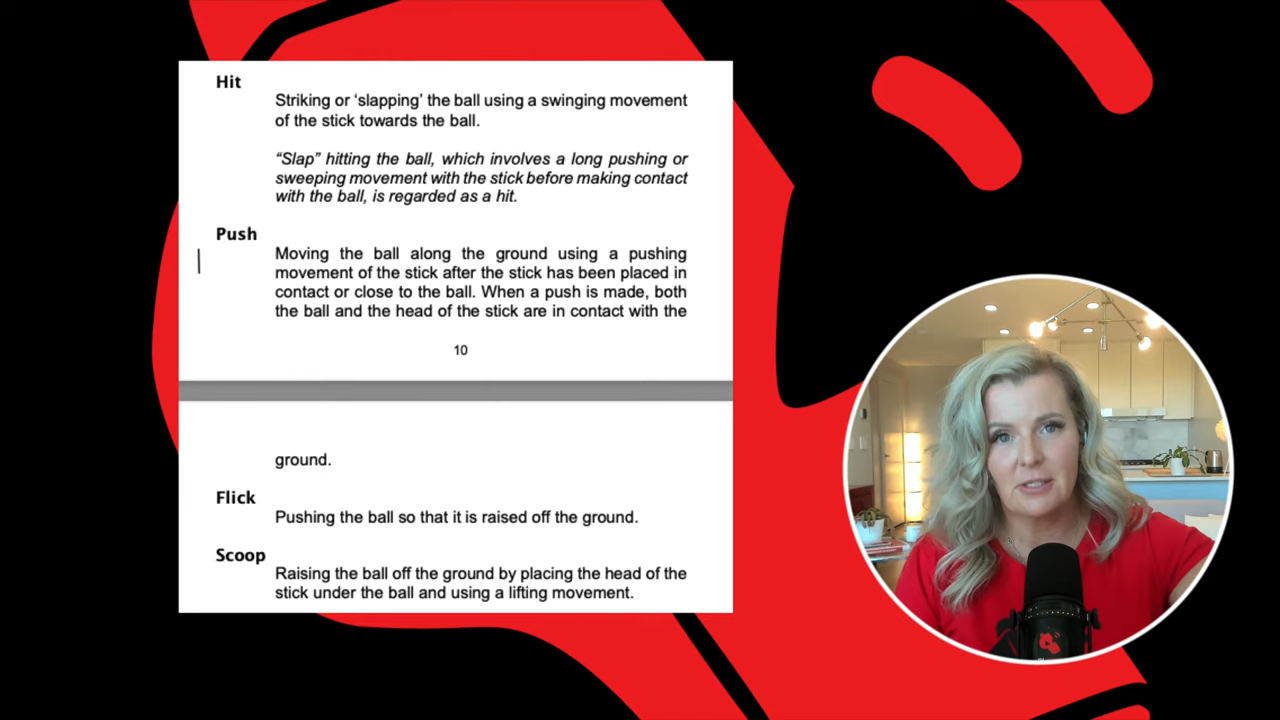 Hit
Striking or ‘slapping’ the ball using a swinging movement
of the stick towards the ball.
“Slap” hitting the ball, which involves a long pushing or
sweeping movement with the stick before making contact
with the ball, is regarded as a hit.
Push
Moving the ball along the ground using a pushing
movement of the stick after the stick has been placed in
contact or close to the ball. When a push is made, both
the ball and the head of the stick are in contact with the
10
ground.
Flick
Pushing the ball so that it is raised off the ground.
Scoop
Raising the ball off the ground by placing the head of the
stick under the ball and using a lifting movement.